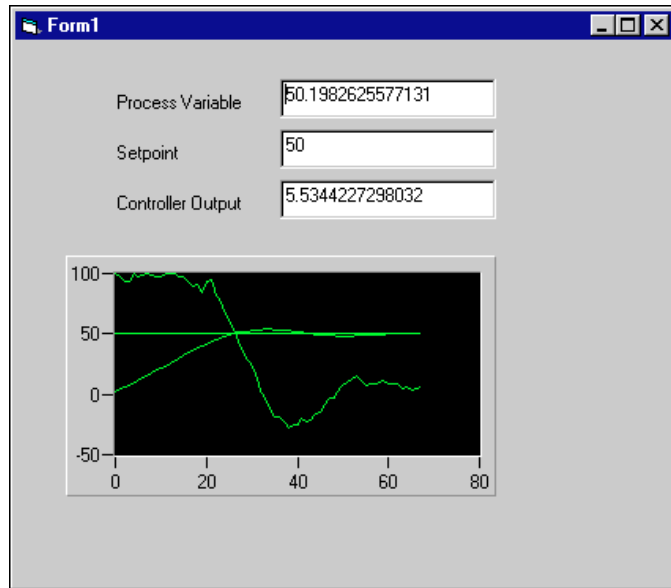 Form1
Process Variable 50.1982625577131
Setpoint 50
Controller Output 5.5344227298032
100
50
0
-50
0 20 40 60 80